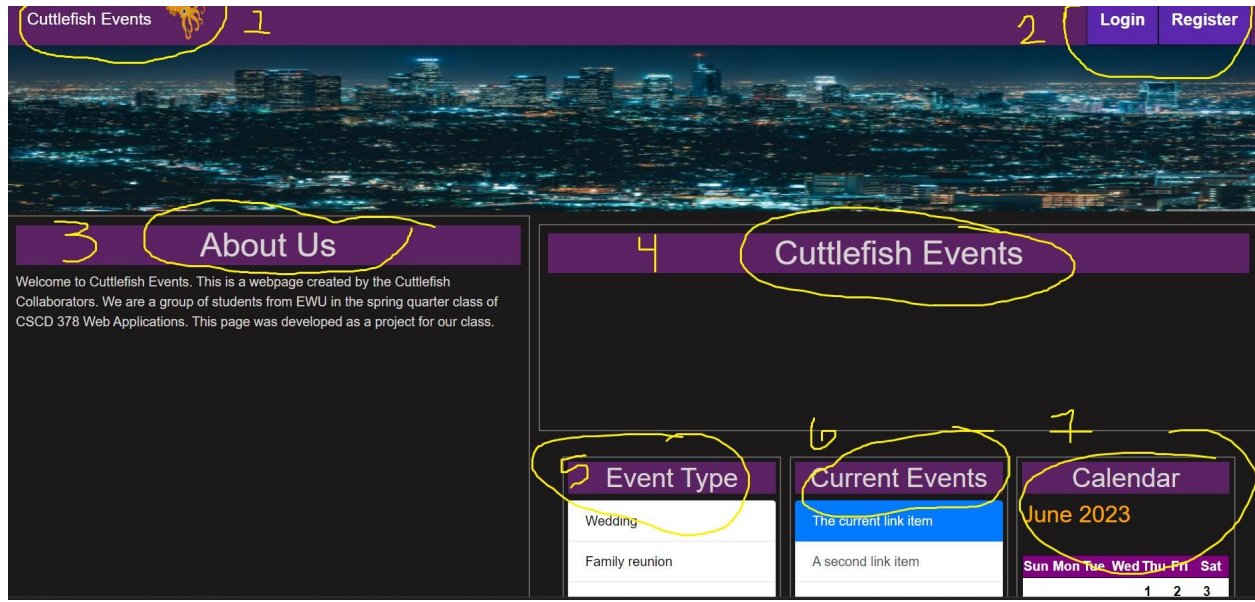 Cuttlefish Events 1
2 Login Register
3 About Us
Welcome to Cuttlefish Events. This is a webpage created by the Cuttlefish
Collaborators. We are a group of students from EWU in the spring quarter class of
CSCD 378 Web Applications. This page was developed as a project for our class.
4 Cuttlefish Events
5 Event Type
Wedding
Family reunion
6 Current Events
The current link item
A second link item
7 Calendar
June 2023
Sun Mon Tue Wed Thu Fri Sat
1 2 3